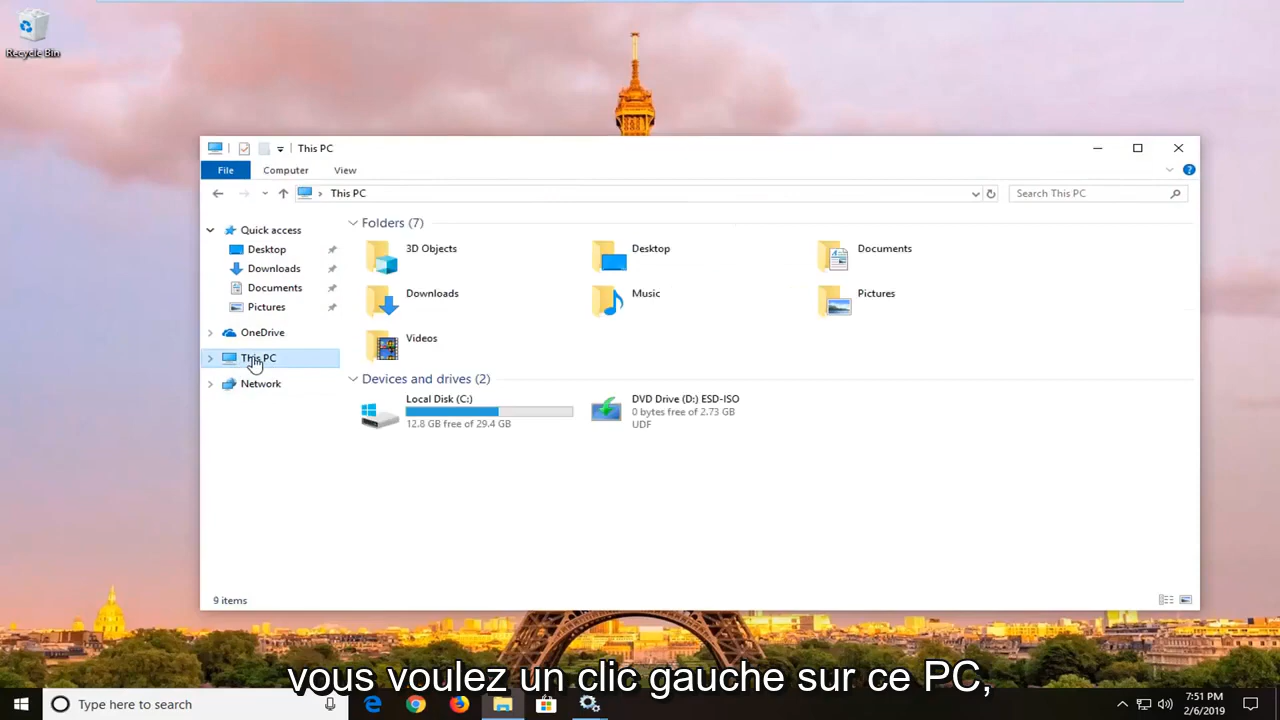 Recycle Bin
This PC
File
Computer
View
This PC
Search This PC
Quick access
Desktop
Downloads
Documents
Pictures
OneDrive
This PC
Network
Folders (7)
3D Objects
Desktop
Documents
Downloads
Music
Pictures
Videos
Devices and drives (2)
Local Disk (C:)
12.8 GB free of 29.4 GB
DVD Drive (D:) ESD-ISO
0 bytes free of 2.73 GB
UDF
9 items
vous voulez un clic gauche sur ce PC,
Type here to search
7:51 PM
2/6/2019